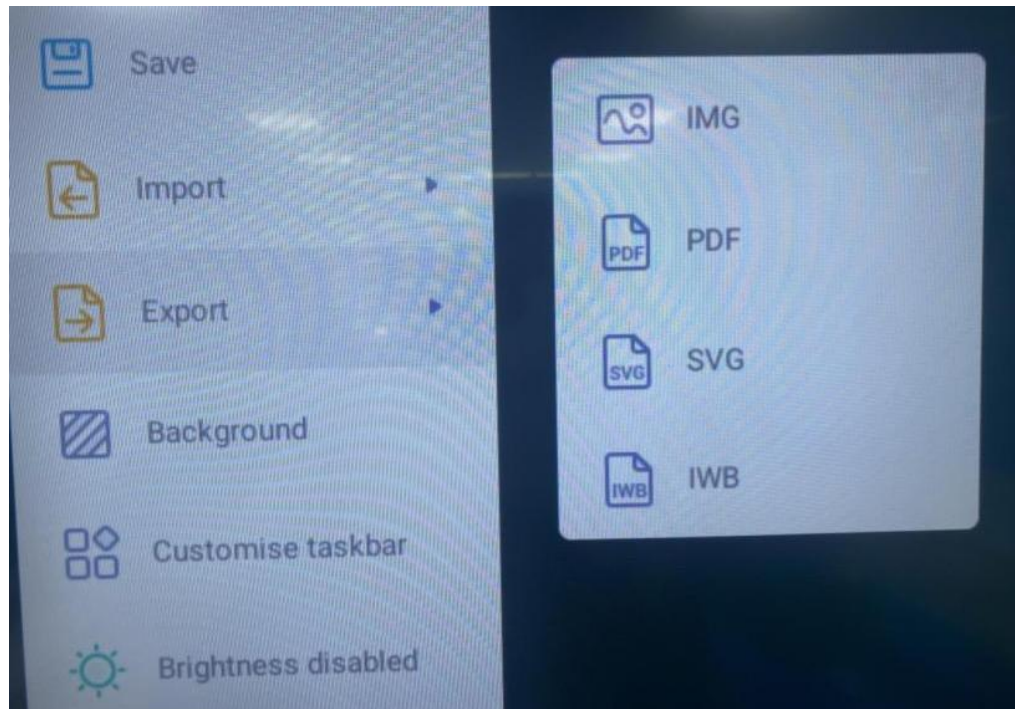 Save
Import
Export
Background
Customise taskbar
Brightness disabled
IMG
PDF
PDF
SVG
SVG
IWB
IWB